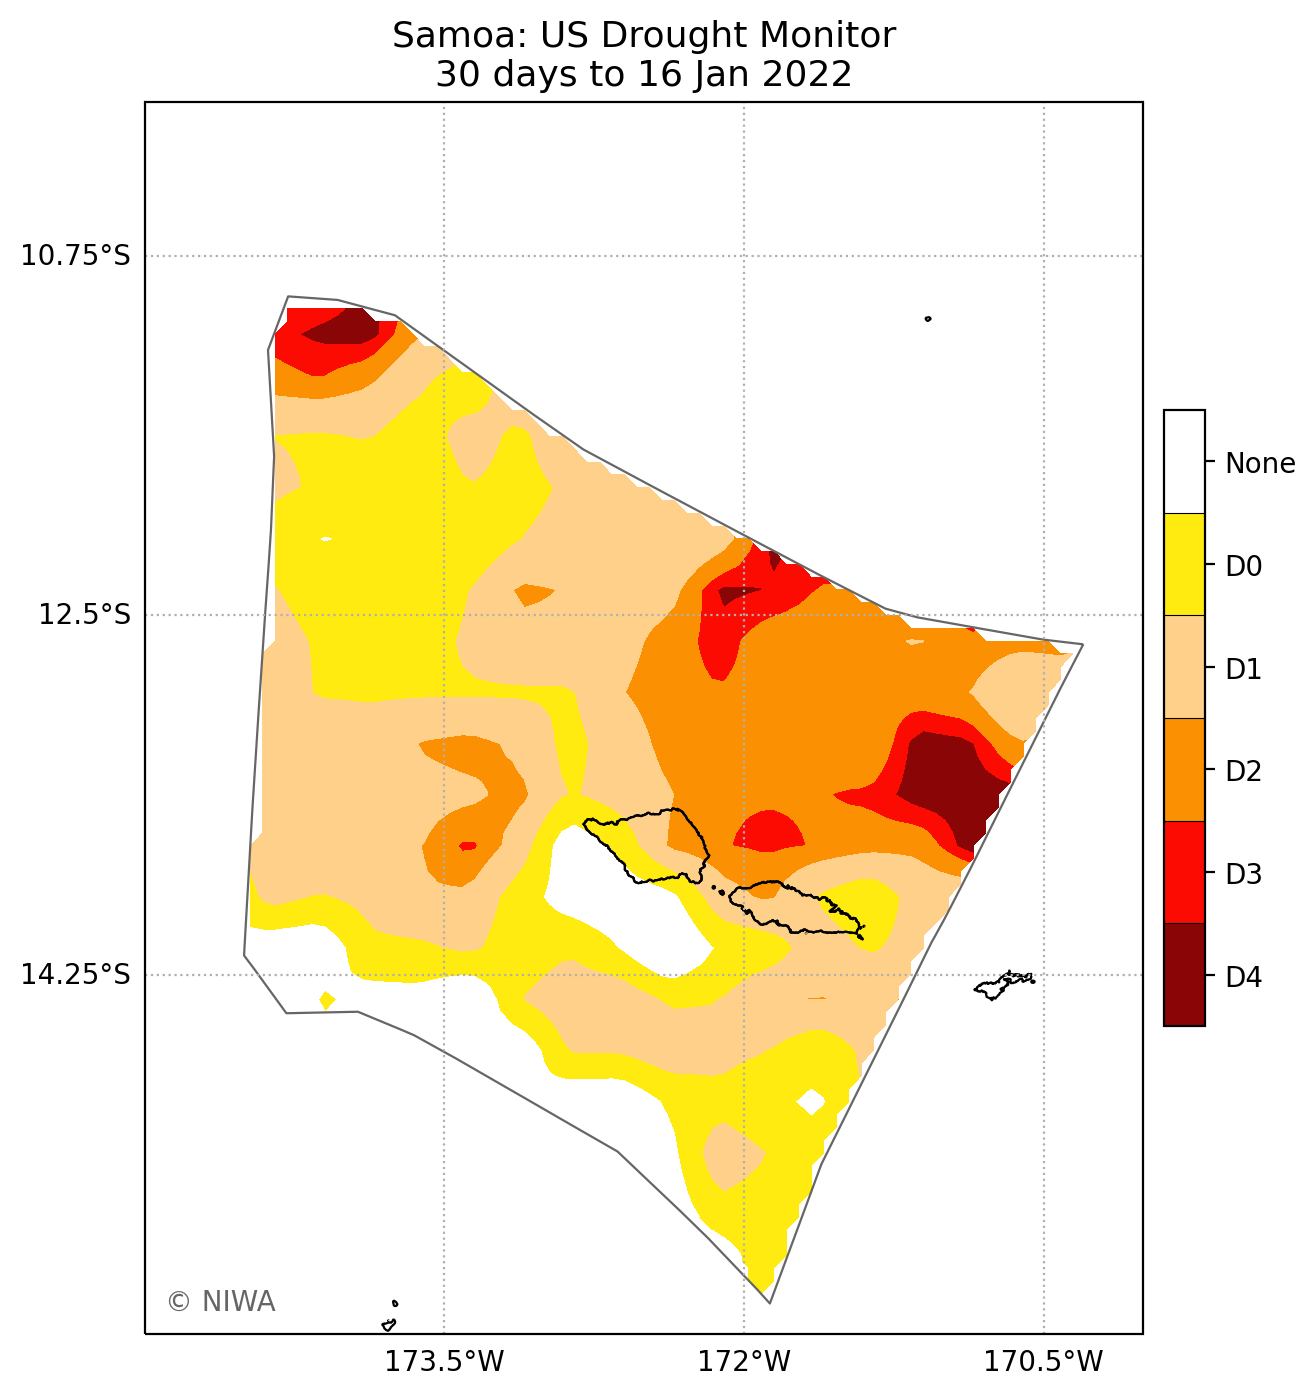 Samoa: US Drought Monitor
30 days to 16 Jan 2022
10.75°S
12.5°S
14.25°S
173.5°W
172°W
170.5°W
None
D0
D1
D2
D3
D4
© NIWA